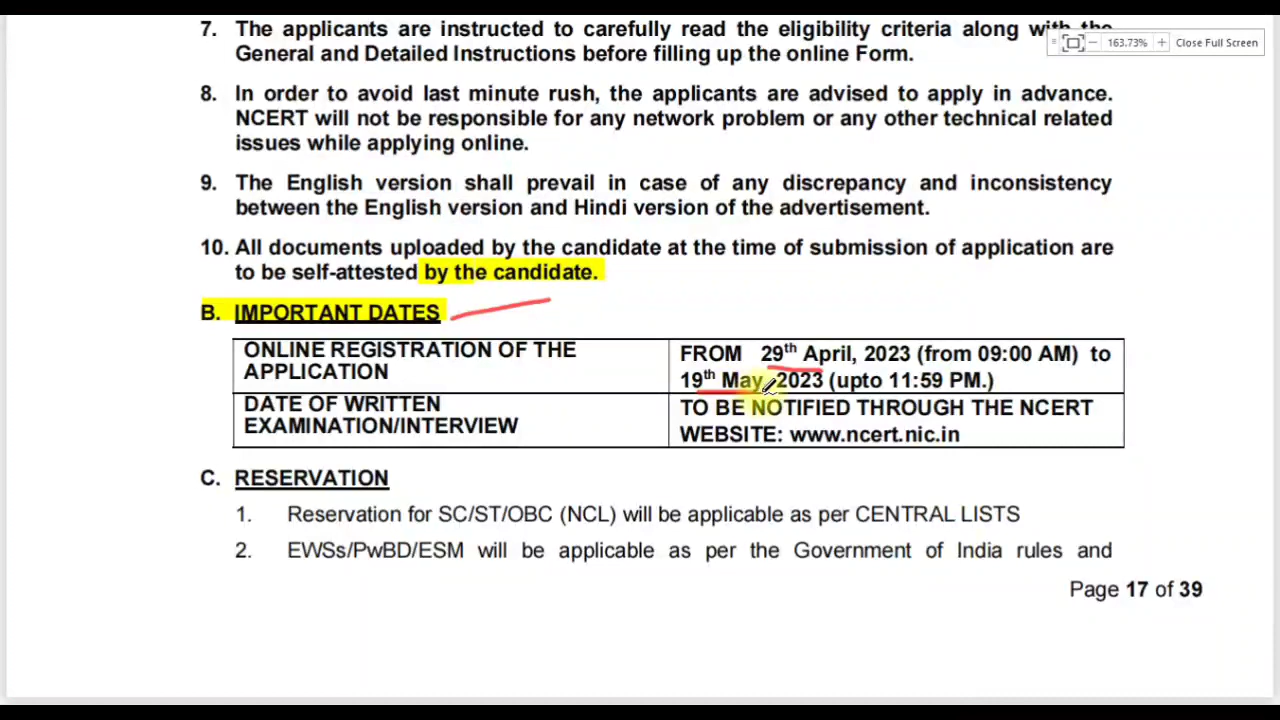 7. The applicants are instructed to carefully read the eligibility criteria along with the
General and Detailed Instructions before filling up the online Form.
163.73%
Close Full Screen
8. In order to avoid last minute rush, the applicants are advised to apply in advance.
NCERT will not be responsible for any network problem or any other technical related
issues while applying online.
9. The English version shall prevail in case of any discrepancy and inconsistency
between the English version and Hindi version of the advertisement.
10. All documents uploaded by the candidate at the time of submission of application are
to be self-attested by the candidate.
B. IMPORTANT DATES
ONLINE REGISTRATION OF THE
APPLICATION
FROM 29th April, 2023 (from 09:00 AM) to
19th May, 2023 (upto 11:59 PM.)
DATE OF WRITTEN
EXAMINATION/INTERVIEW
TO BE NOTIFIED THROUGH THE NCERT
WEBSITE: www.ncert.nic.in
C. RESERVATION
1. Reservation for SC/ST/OBC (NCL) will be applicable as per CENTRAL LISTS
2. EWSs/PwBD/ESM will be applicable as per the Government of India rules and
Page 17 of 39